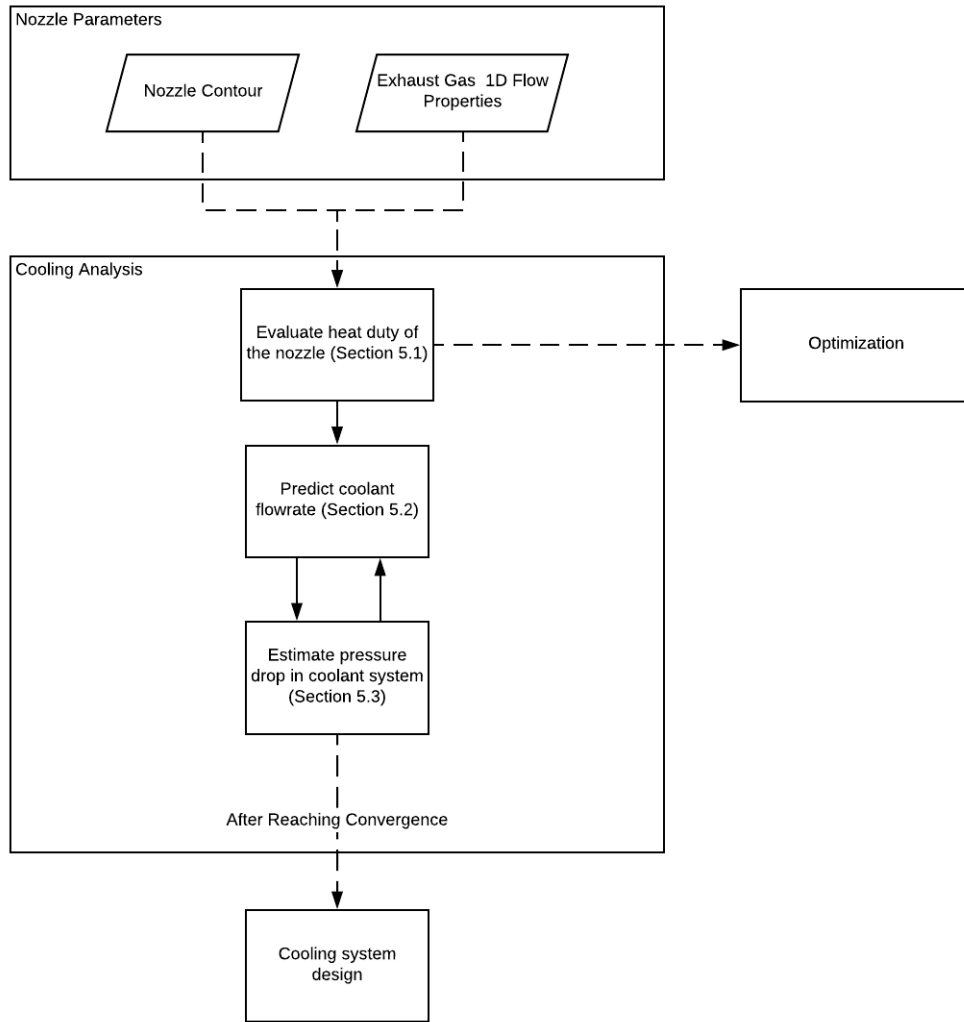 Nozzle Parameters
Nozzle Contour
Exhaust Gas  1D Flow
Properties
Cooling Analysis
Evaluate heat duty of
the nozzle (Section 5.1)
Optimization
Predict coolant
flowrate (Section 5.2)
Estimate pressure
drop in coolant system
(Section 5.3)
After Reaching Convergence
Cooling system
design